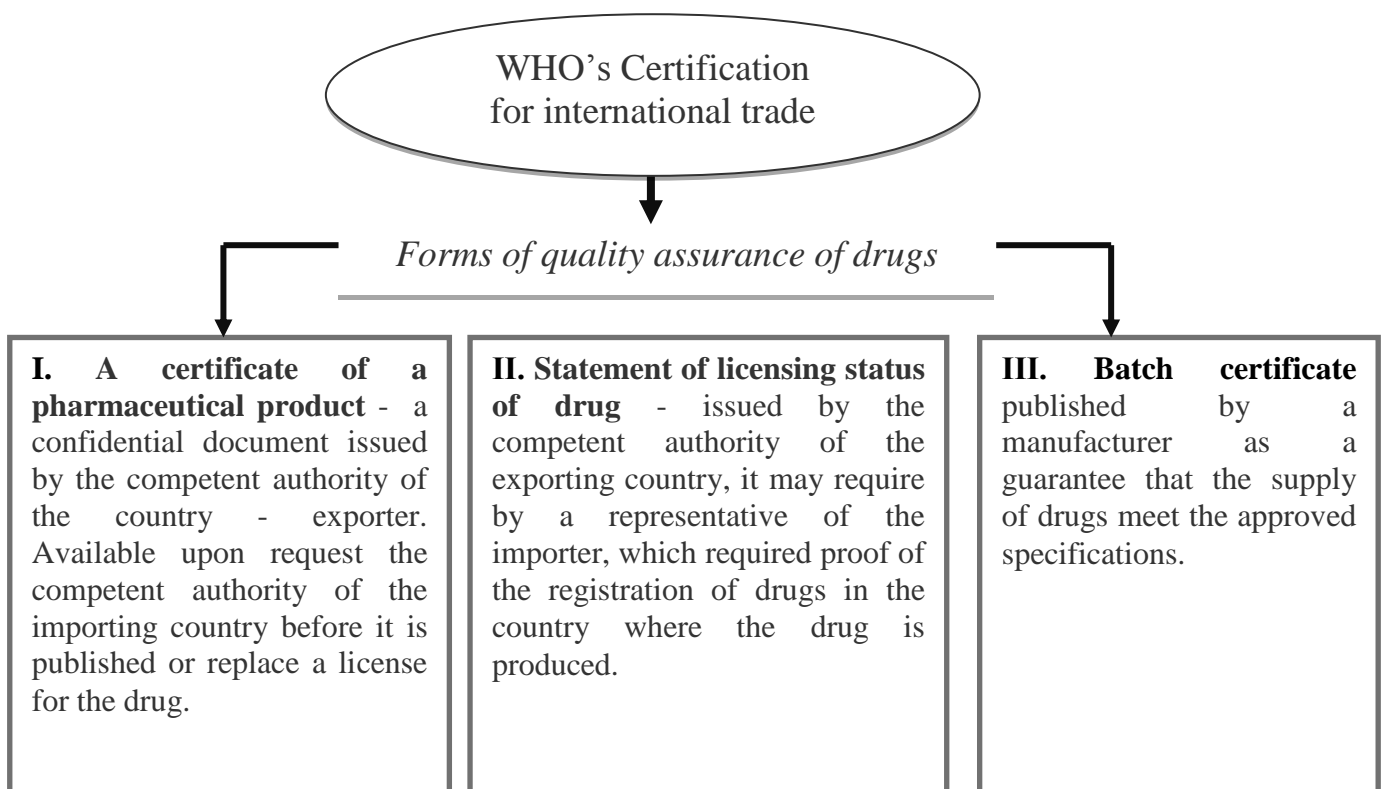 WHO’s Certification
for international trade
Forms of quality assurance of drugs
I. A certificate of a
pharmaceutical product - a
confidential document issued
by the competent authority of
the country - exporter.
Available upon request the
competent authority of the
importing country before it is
published or replace a license
for the drug.
II. Statement of licensing status
of drug - issued by the
competent authority of the
exporting country, it may require
by a representative of the
importer, which required proof of
the registration of drugs in the
country where the drug is
produced.
III. Batch certificate
published by a
manufacturer as a
guarantee that the supply
of drugs meet the approved
specifications.